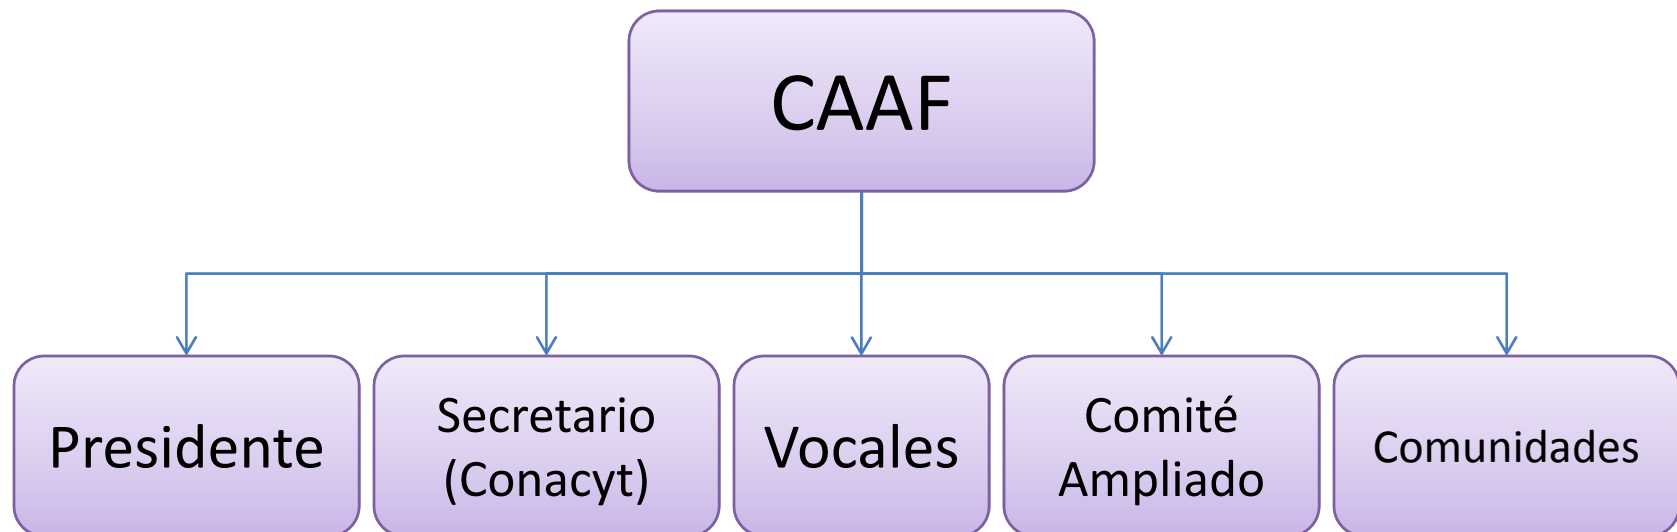 CAAF
Presidente
Secretario
(Conacyt)
Vocales
Comité
Ampliado
Comunidades